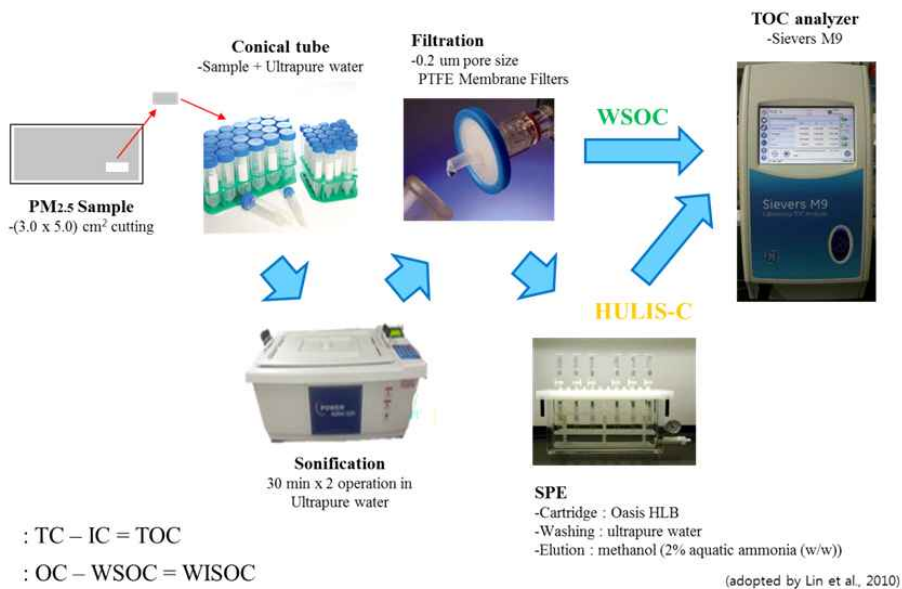 TOC analyzer
-Sievers M9
Conical tube
-Sample + Ultrapure water
Filtration
-0.2 um pore size
PTFE Membrane Filters
WSOC
PM2.5 Sample
-(3.0 x 5.0) cm2 cutting
Sievers M9
HULIS-C
POWER
Sonification
30 min x 2 operation in
Ultrapure water
SPE
-Cartridge : Oasis HLB
-Washing : ultrapure water
-Elution : methanol (2% aquatic ammonia (w/w))
: TC – IC = TOC
: OC – WSOC = WISOC
(adopted by Lin et al., 2010)